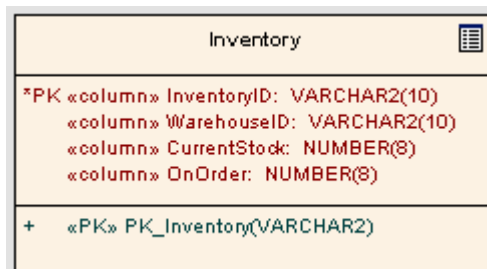 Inventory
*PK «column» InventoryID: VARCHAR2(10)
«column» WarehouseID: VARCHAR2(10)
«column» CurrentStock: NUMBER(8)
«column» OnOrder: NUMBER(8)
+ «PK» PK_Inventory(VARCHAR2)